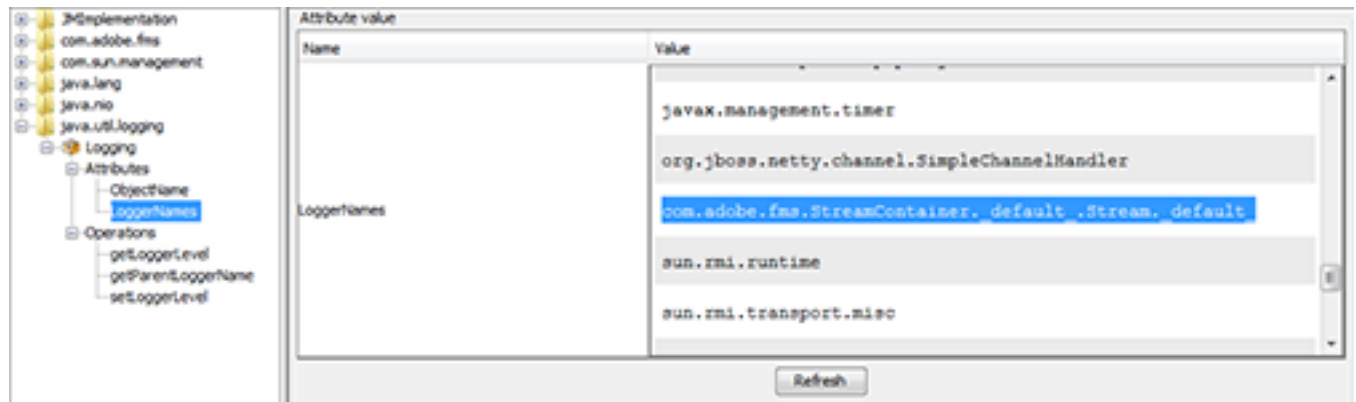 JMImplementation
com.adobe.fms
com.sun.management
java.lang
java.nio
java.util.logging
Logging
Attributes
ObjectName
LoggerNames
Operations
getLoggerLevel
getParentLoggerName
setLoggerLevel
Attribute value
Name Value
javax.management.timer
org.jboss.netty.channel.SimpleChannelHandler
LoggerNames
com.adobe.fms.StreamContainer._default_.Stream._default_
sun.rmi.runtime
sun.rmi.transport.misc
Refresh